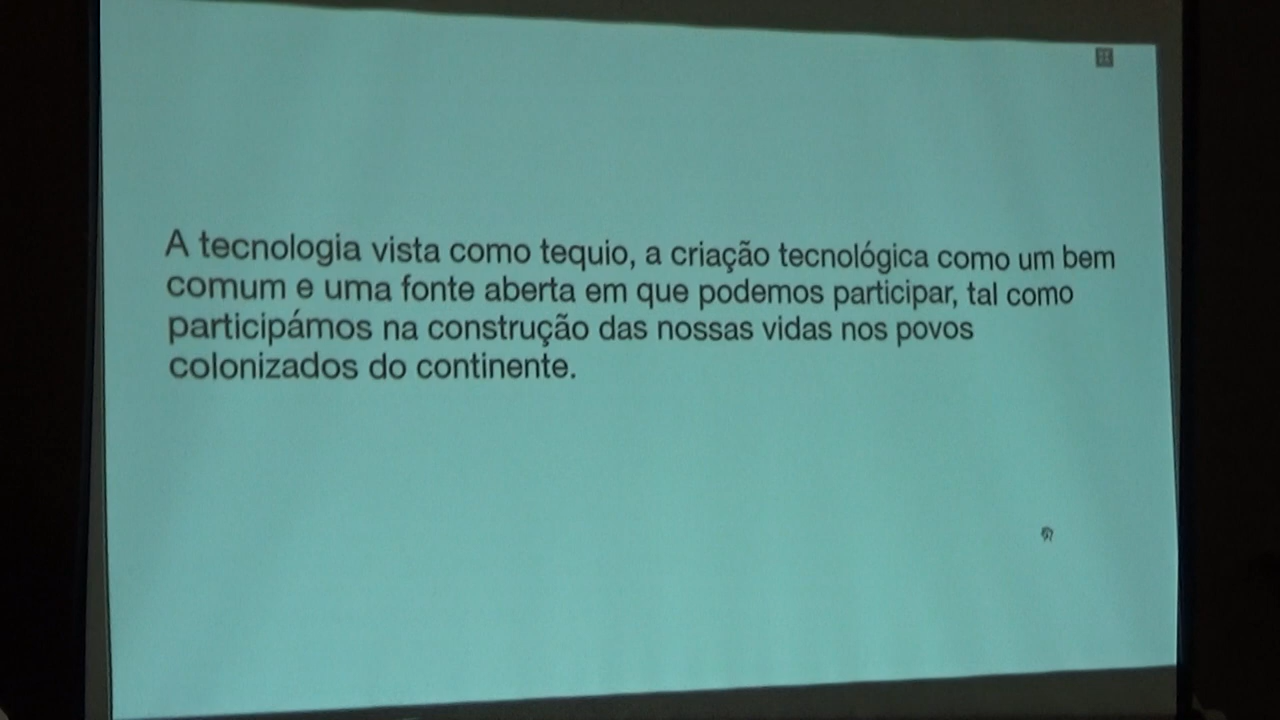 A tecnologia vista como tequio, a criação tecnológica como um bem
comum e uma fonte aberta em que podemos participar, tal como
participámos na construção das nossas vidas nos povos
colonizados do continente.